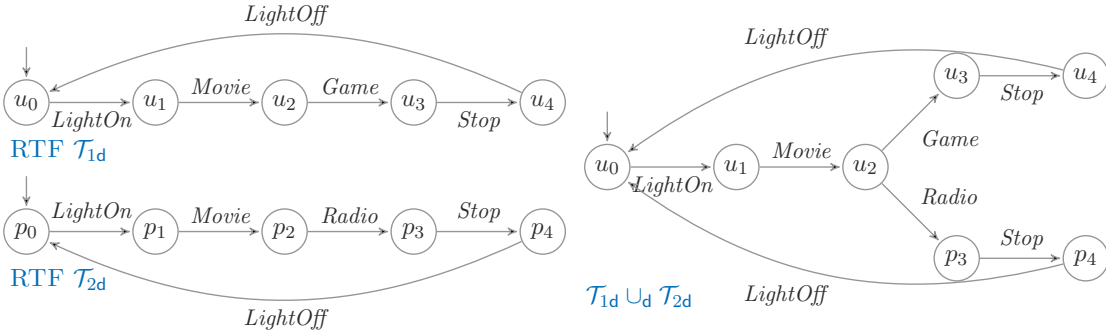 LightOff
u₀ u₁ u₂ u₃ u₄
LightOn Movie Game Stop
RTF 𝒯₁d
p₀ p₁ p₂ p₃ p₄
LightOn Movie Radio Stop
RTF 𝒯₂d
LightOff
LightOff
u₃ u₄
Stop
Game
u₀ u₁ u₂
LightOn Movie
Radio
p₃ p₄
Stop
LightOff
𝒯₁d ∪d 𝒯₂d